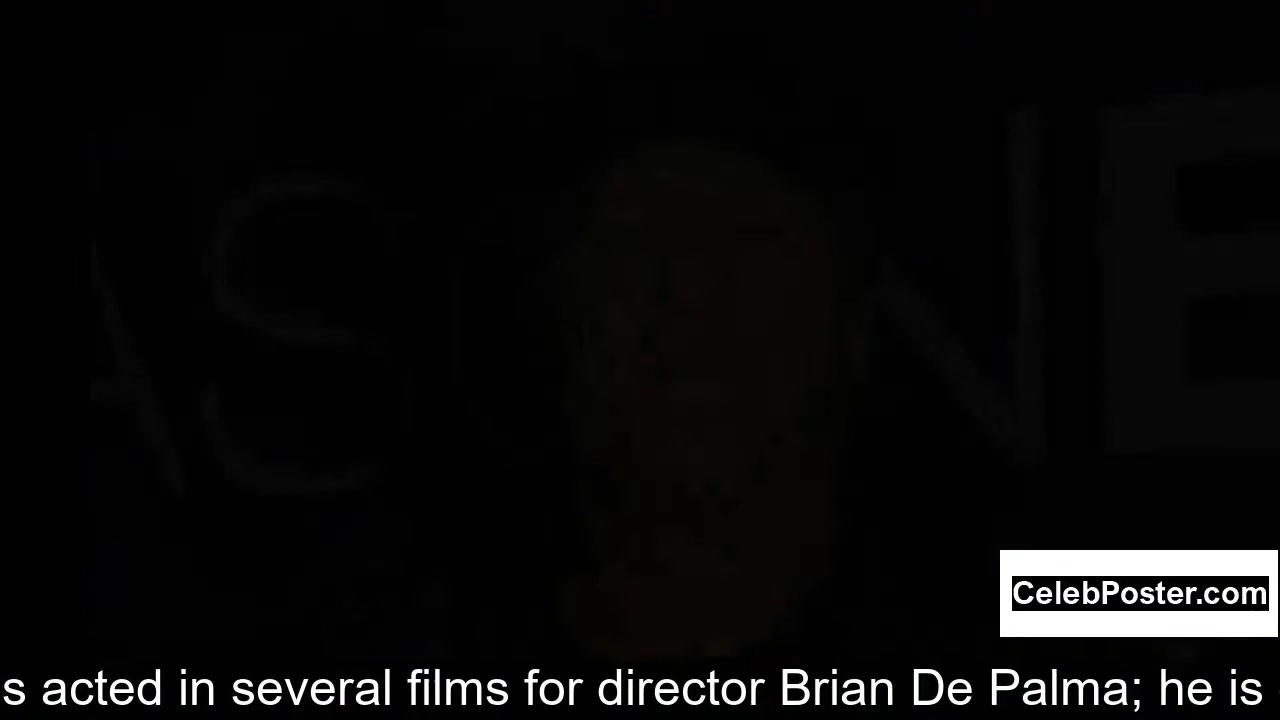 CelebPoster.com
s acted in several films for director Brian De Palma; he is